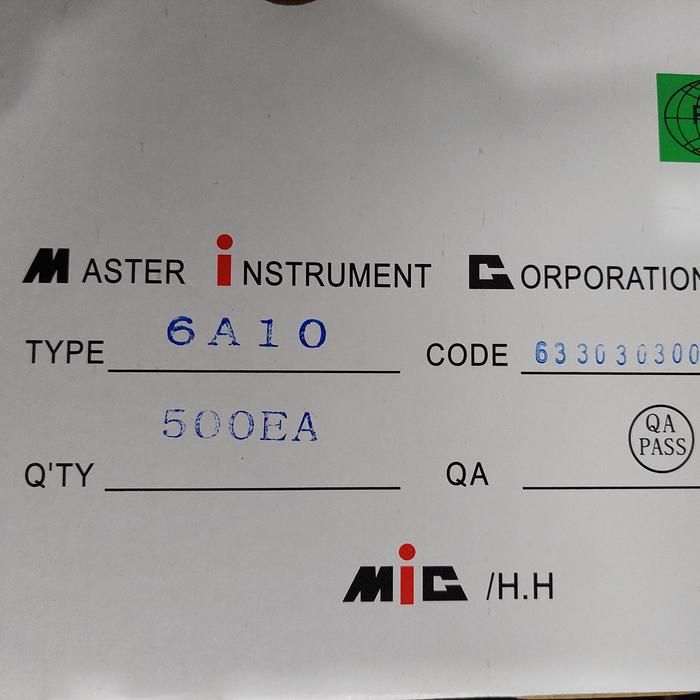 MASTER iNSTRUMENT CORPORATION
TYPE 6A10 CODE 633030300
Q'TY 500EA QA QA PASS
MiC /H.H